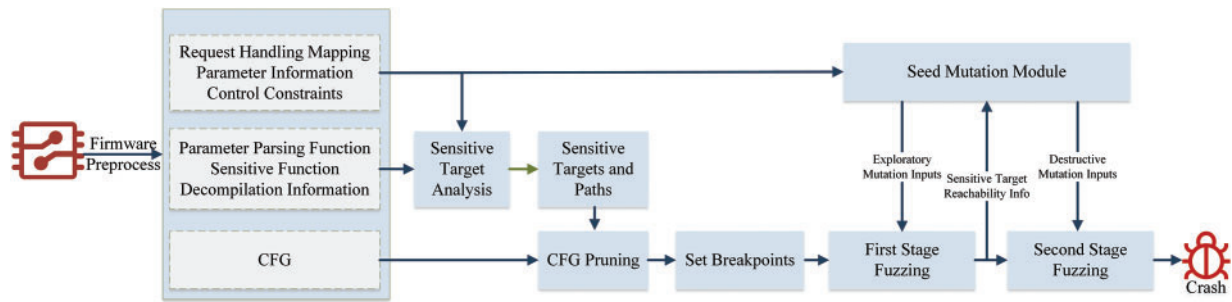 Firmware
Preprocess
Request Handling Mapping
Parameter Information
Control Constraints
Parameter Parsing Function
Sensitive Function
Decompilation Information
CFG
Sensitive
Target
Analysis
Sensitive
Targets and
Paths
CFG Pruning
Set Breakpoints
Seed Mutation Module
Exploratory
Mutation Inputs
Sensitive Target
Reachability Info
Destructive
Mutation Inputs
First Stage
Fuzzing
Second Stage
Fuzzing
Crash